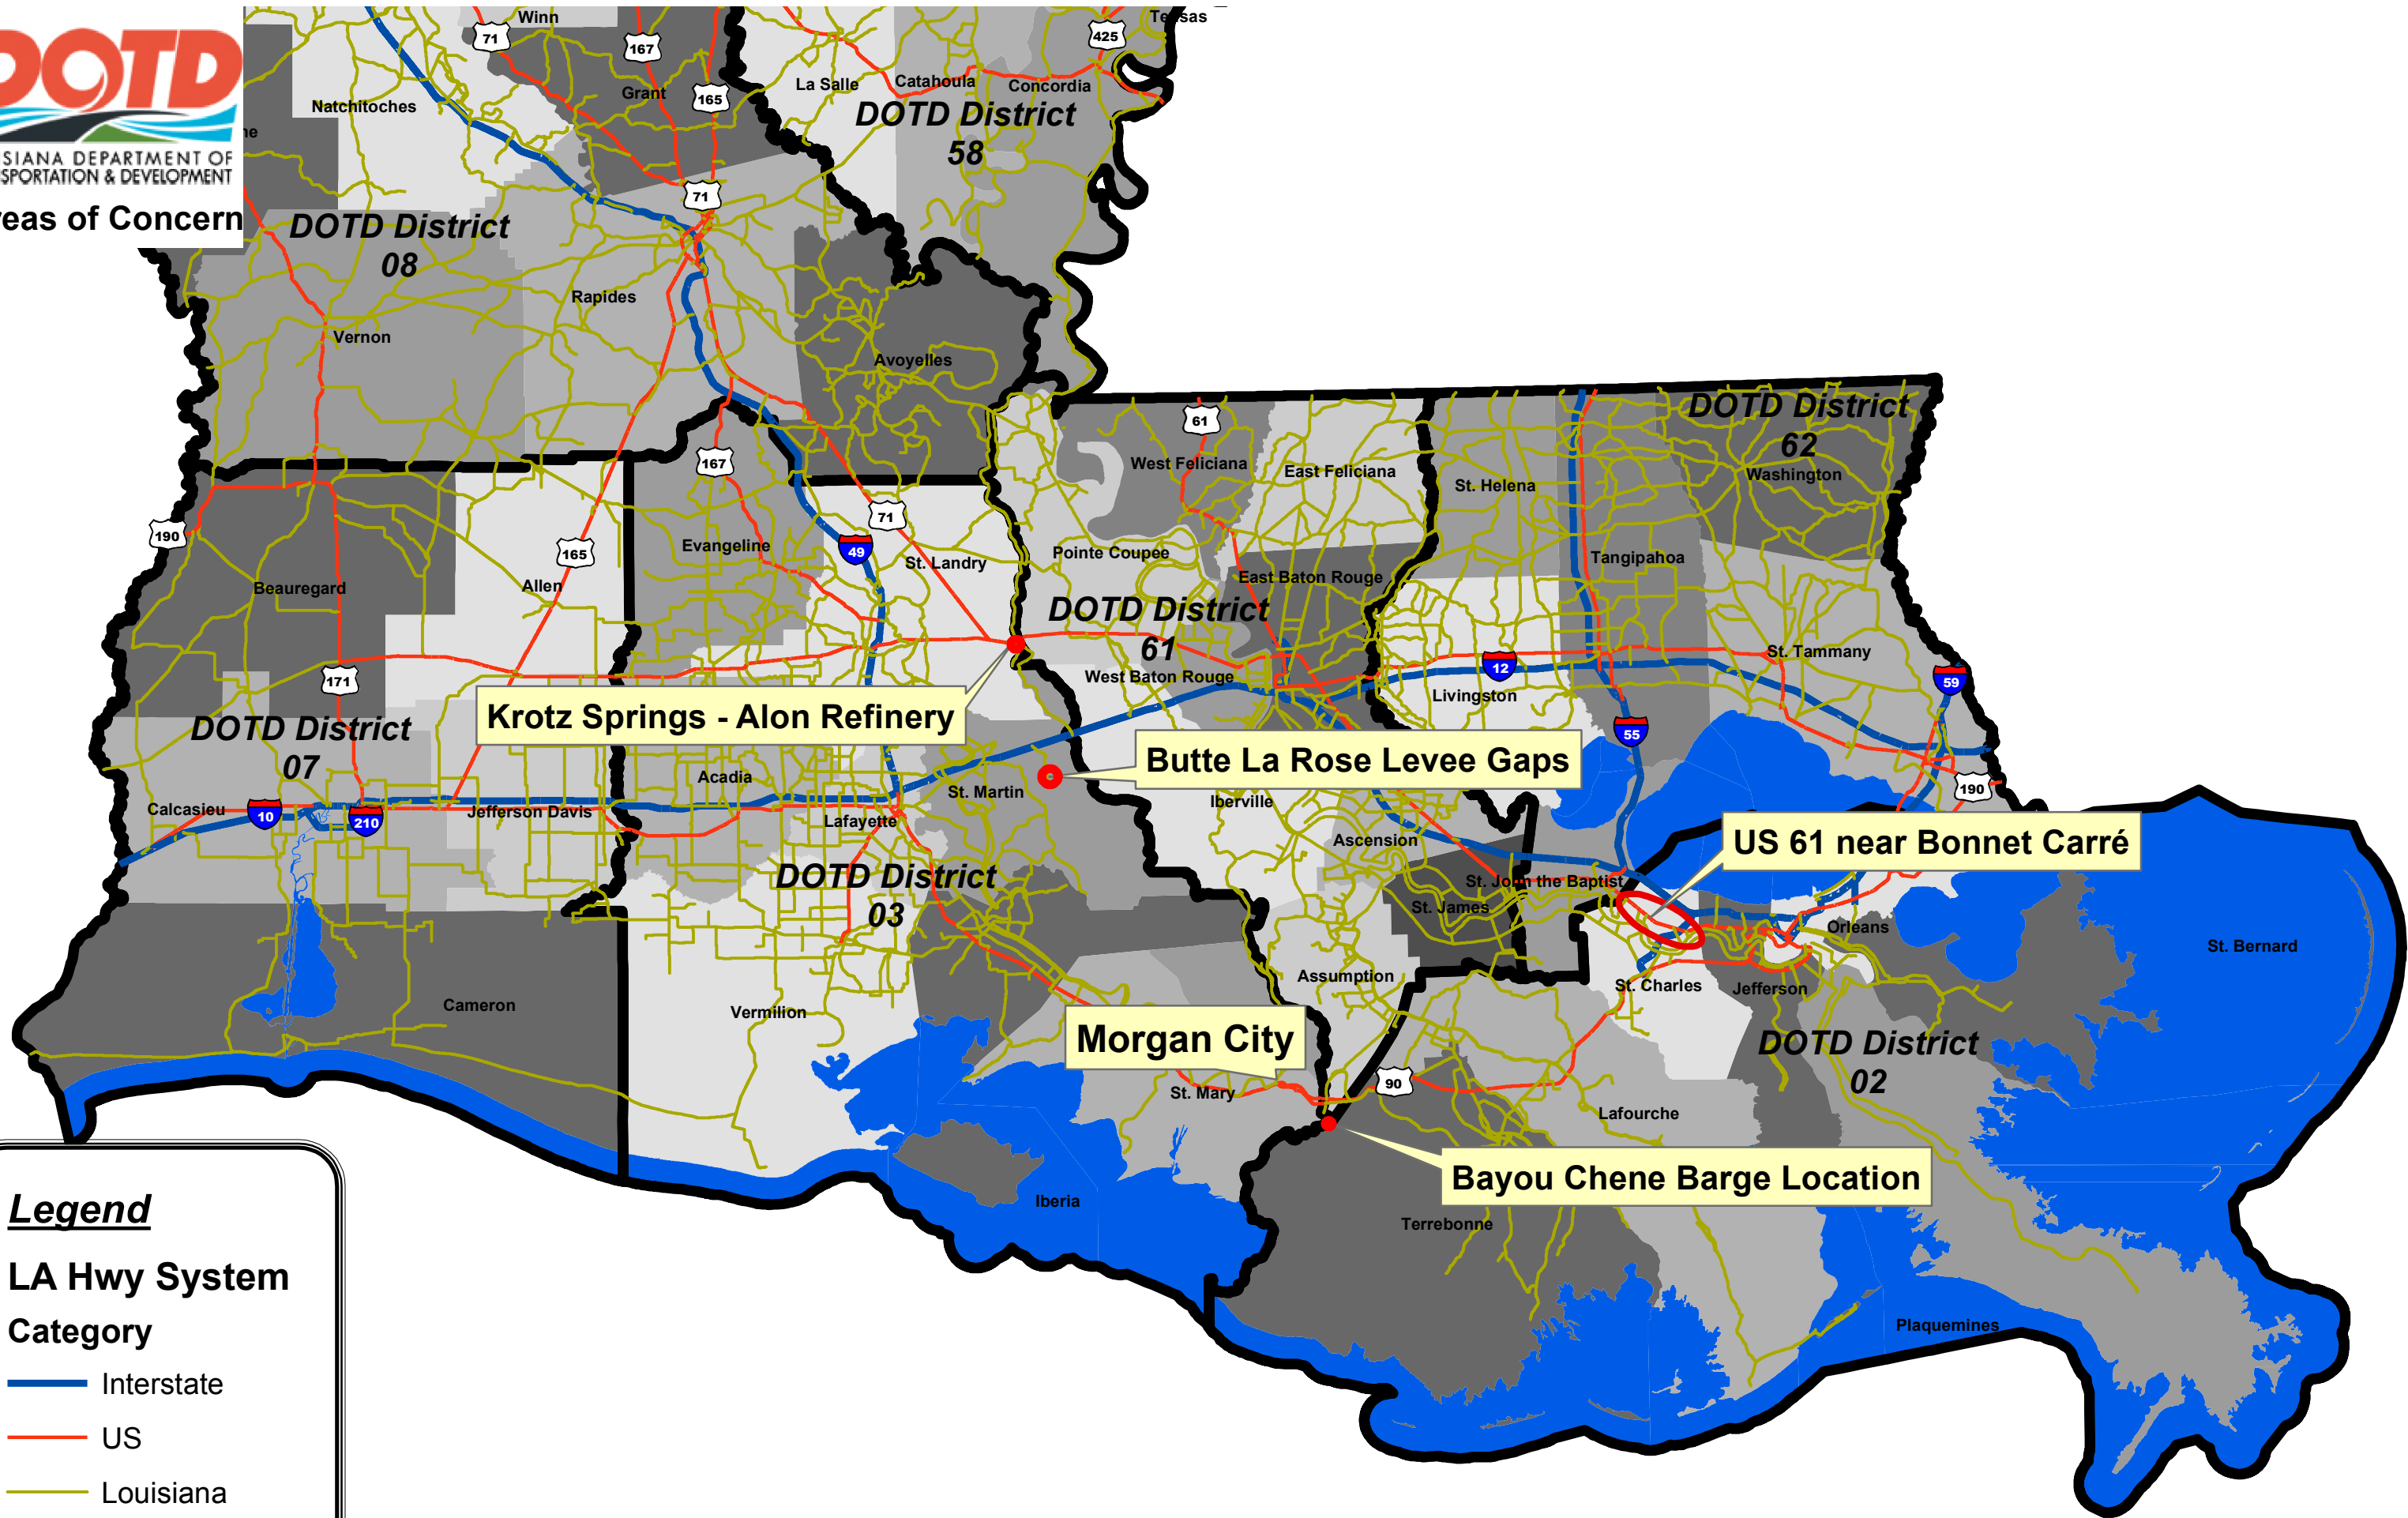 DOTD
SIANA DEPARTMENT OF
SPORTATION & DEVELOPMENT
reas of Concern
Winn
71
167
165
Natchitoches
Grant
ne
La Salle
Catahoula
Concordia
425
Tensas
DOTD District
58
71
DOTD District
08
Rapides
Vernon
Avoyelles
61
West Feliciana
East Feliciana
St. Helena
DOTD District
62
Washington
167
190
71
165
49
Evangeline
St. Landry
Pointe Coupee
Tangipahoa
Beauregard
Allen
East Baton Rouge
DOTD District
61
West Baton Rouge
12
Livingston
St. Tammany
59
171
Krotz Springs - Alon Refinery
DOTD District
07
55
Butte La Rose Levee Gaps
Acadia
St. Martin
Iberville
190
Calcasieu
10
210
Jefferson Davis
Lafayette
Ascension
US 61 near Bonnet Carré
DOTD District
03
St. John the Baptist
St. James
Orleans
St. Bernard
Assumption
St. Charles
Jefferson
Cameron
Vermilion
Morgan City
DOTD District
02
90
St. Mary
Lafourche
Bayou Chene Barge Location
Iberia
Terrebonne
Plaquemines
Legend
LA Hwy System
Category
Interstate
US
Louisiana